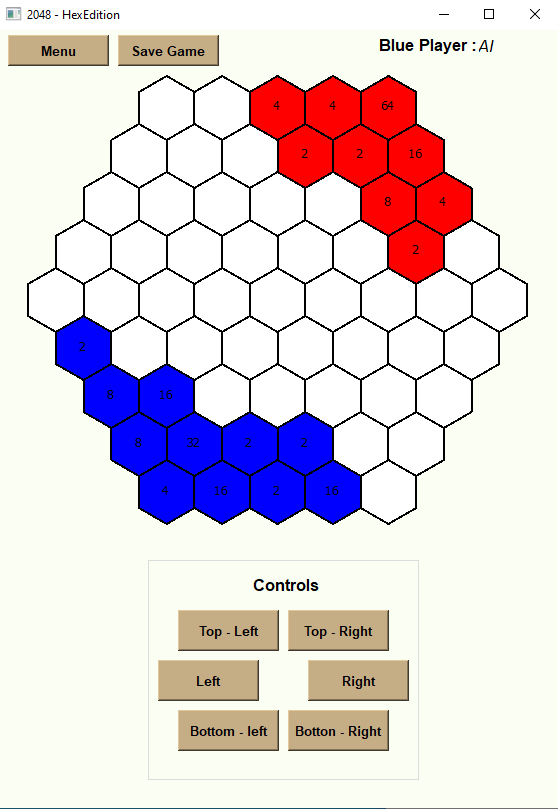 2048 - HexEdition
Menu Save Game Blue Player : AI
4 4 64
2 2 16
8 4
2
2
8 16
8 32 2 2
4 16 2 16
Controls
Top - Left Top - Right
Left Right
Bottom - left Botton - Right